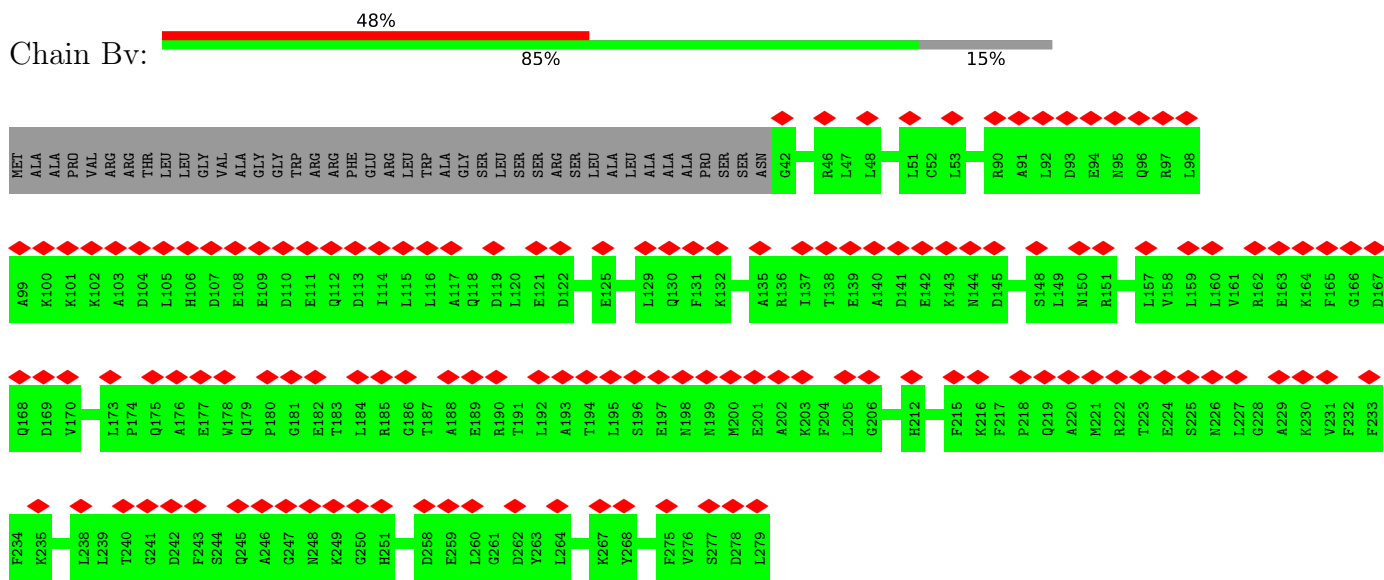 48%
Chain Bv:
85% 15%
MET ALA ALA PRO VAL ARG ARG THR LEU LEU GLY VAL ALA GLY GLY TRP ARG ARG PHE GLU ARG LEU TRP ALA GLY SER LEU SER SER ARG SER LEU ALA LEU ALA ALA ALA PRO SER SER ASN G42 R46 L47 L48 L51 C52 L53 R90 A91 L92 D93 E94 N95 Q96 R97 L98
A99 K100 K101 K102 A103 D104 L105 H106 D107 E108 E109 D110 E111 Q112 D113 I114 L115 L116 A117 Q118 D119 L120 E121 D122 E125 L129 Q130 F131 K132 A135 R136 I137 T138 E139 A140 D141 E142 K143 N144 D145 S148 L149 N150 R151 L157 V158 L159 L160 V161 R162 E163 K164 F165 G166 D167
Q168 D169 V170 L173 P174 Q175 A176 E177 W178 Q179 P180 G181 E182 T183 L184 R185 G186 T187 A188 E189 R190 T191 L192 A193 T194 L195 S196 E197 N198 N199 M200 E201 A202 K203 F204 L205 G206 H212 F215 K216 F217 P218 Q219 A220 M221 R222 T223 E224 S225 N226 L227 G228 A229 K230 V231 F232 F233
F234 K235 L238 L239 T240 G241 D242 F243 S244 Q245 A246 G247 N248 K249 G250 H251 D258 E259 L260 G261 D262 Y263 L264 K267 Y268 F275 V276 S277 D278 L279